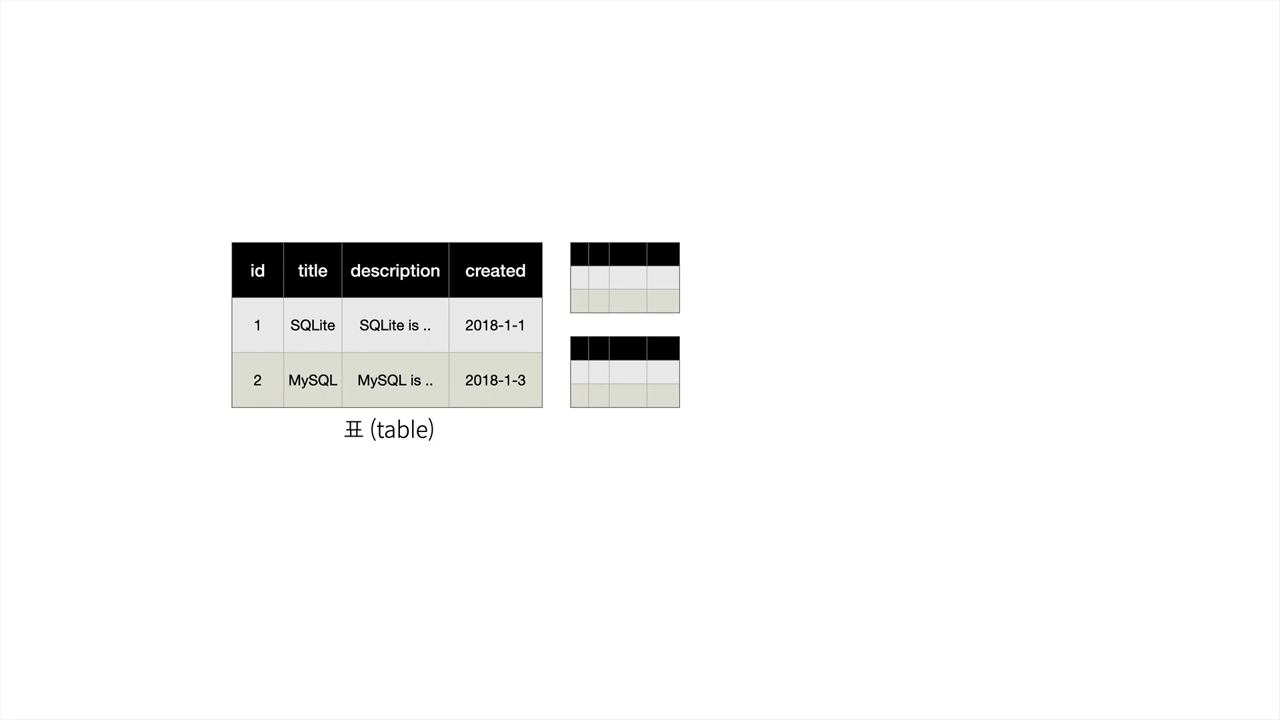 id title description created
1 SQLite SQLite is .. 2018-1-1
2 MySQL MySQL is .. 2018-1-3
표 (table)